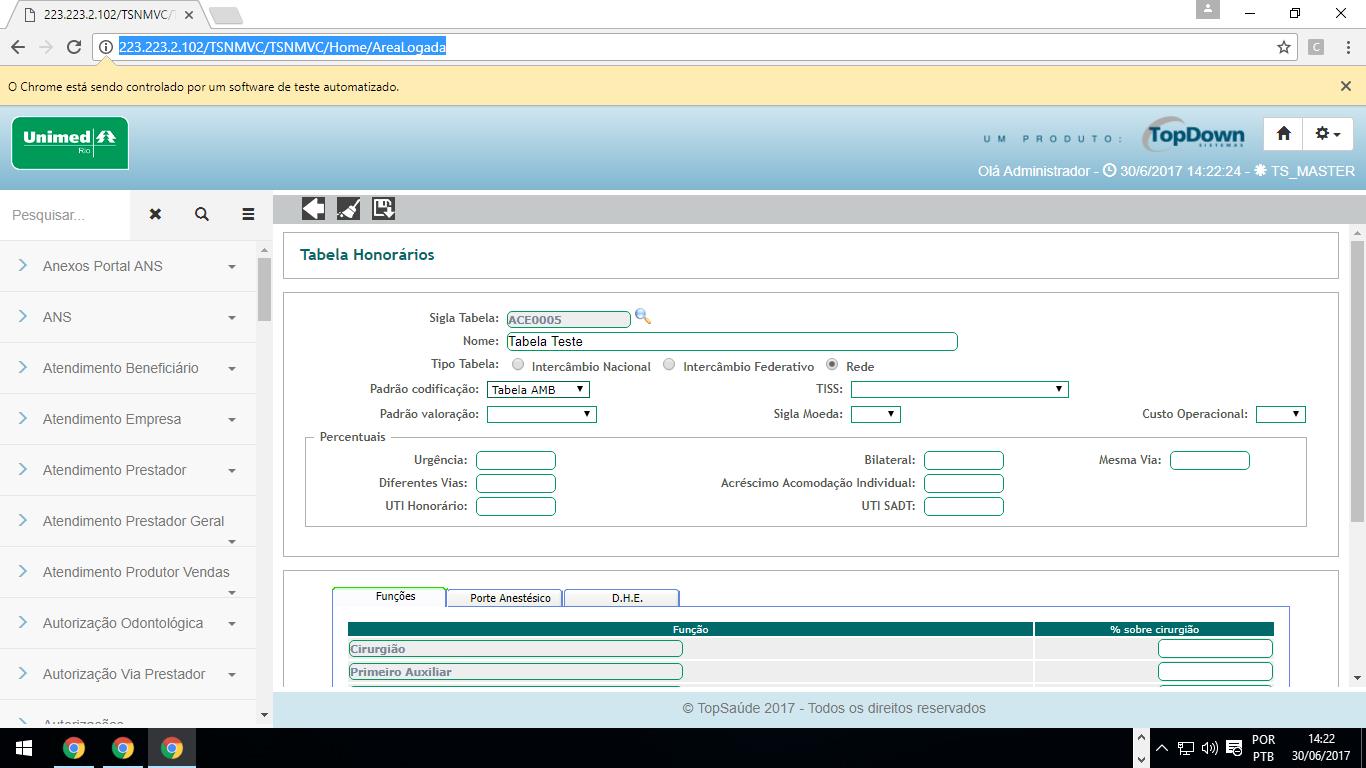 223.223.2.102/TSNMVC/T
223.223.2.102/TSNMVC/TSNMVC/Home/AreaLogada
C
O Chrome está sendo controlado por um software de teste automatizado.
Unimed
Rio
UM PRODUTO:
TopDown
SISTEMAS
Olá Administrador - 30/6/2017 14:22:24 - TS_MASTER
Pesquisar...
Tabela Honorários
Anexos Portal ANS
ANS
Atendimento Beneficiário
Atendimento Empresa
Atendimento Prestador
Atendimento Prestador Geral
Atendimento Produtor Vendas
Autorização Odontológica
Autorização Via Prestador
Autorizações
Sigla Tabela: ACE0005
Nome: Tabela Teste
Tipo Tabela: Intercâmbio Nacional Intercâmbio Federativo Rede
Padrão codificação: Tabela AMB TISS:
Padrão valoração: Sigla Moeda: Custo Operacional:
Percentuais
Urgência: Bilateral: Mesma Via:
Diferentes Vias: Acréscimo Acomodação Individual:
UTI Honorário: UTI SADT:
Funções Porte Anestésico D.H.E.
Função % sobre cirurgião
Cirurgião
Primeiro Auxiliar
© TopSaúde 2017 - Todos os direitos reservados
POR 14:22
PTB 30/06/2017